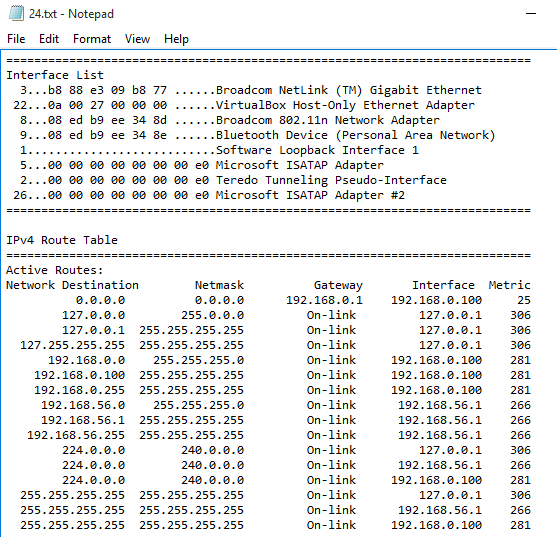 24.txt - Notepad
File Edit Format View Help
===========================================================================
Interface List
3...b8 88 e3 09 b8 77 ......Broadcom NetLink (TM) Gigabit Ethernet
22...0a 00 27 00 00 00 ......VirtualBox Host-Only Ethernet Adapter
8...08 ed b9 ee 34 8d ......Broadcom 802.11n Network Adapter
9...08 ed b9 ee 34 8e ......Bluetooth Device (Personal Area Network)
1...........................Software Loopback Interface 1
5...00 00 00 00 00 00 00 e0 Microsoft ISATAP Adapter
2...00 00 00 00 00 00 00 e0 Teredo Tunneling Pseudo-Interface
26...00 00 00 00 00 00 00 e0 Microsoft ISATAP Adapter #2
===========================================================================
IPv4 Route Table
===========================================================================
Active Routes:
Network Destination Netmask Gateway Interface Metric
0.0.0.0 0.0.0.0 192.168.0.1 192.168.0.100 25
127.0.0.0 255.0.0.0 On-link 127.0.0.1 306
127.0.0.1 255.255.255.255 On-link 127.0.0.1 306
127.255.255.255 255.255.255.255 On-link 127.0.0.1 306
192.168.0.0 255.255.255.0 On-link 192.168.0.100 281
192.168.0.100 255.255.255.255 On-link 192.168.0.100 281
192.168.0.255 255.255.255.255 On-link 192.168.0.100 281
192.168.56.0 255.255.255.0 On-link 192.168.56.1 266
192.168.56.1 255.255.255.255 On-link 192.168.56.1 266
192.168.56.255 255.255.255.255 On-link 192.168.56.1 266
224.0.0.0 240.0.0.0 On-link 127.0.0.1 306
224.0.0.0 240.0.0.0 On-link 192.168.56.1 266
224.0.0.0 240.0.0.0 On-link 192.168.0.100 281
255.255.255.255 255.255.255.255 On-link 127.0.0.1 306
255.255.255.255 255.255.255.255 On-link 192.168.56.1 266
255.255.255.255 255.255.255.255 On-link 192.168.0.100 281